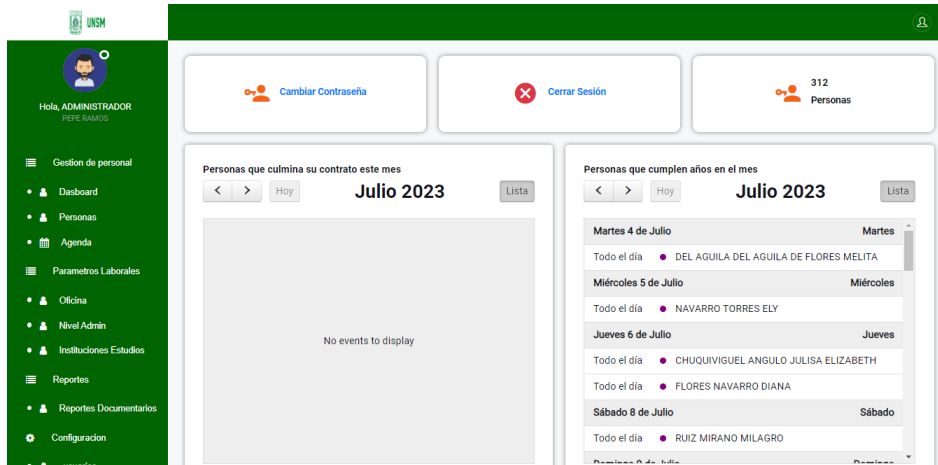 UNSM
Hola, ADMINISTRADOR
PEPE RAMOS
Gestion de personal
Dasboard
Personas
Agenda
Parametros Laborales
Oficina
Nivel Admin
Instituciones Estudios
Reportes
Reportes Documentarios
Configuracion
Cambiar Contraseña
Cerrar Sesión
312
Personas
Personas que culmina su contrato este mes
Hoy
Julio 2023
Lista
No events to display
Personas que cumplen años en el mes
Hoy
Julio 2023
Lista
Martes 4 de Julio Martes
Todo el día DEL AGUILA DEL AGUILA DE FLORES MELITA
Miércoles 5 de Julio Miércoles
Todo el día NAVARRO TORRES ELY
Jueves 6 de Julio Jueves
Todo el día CHUQUIVIGUEL ANGULO JULISA ELIZABETH
Todo el día FLORES NAVARRO DIANA
Sábado 8 de Julio Sábado
Todo el día RUIZ MIRANO MILAGRO
Domingo 9 de Julio Domingo